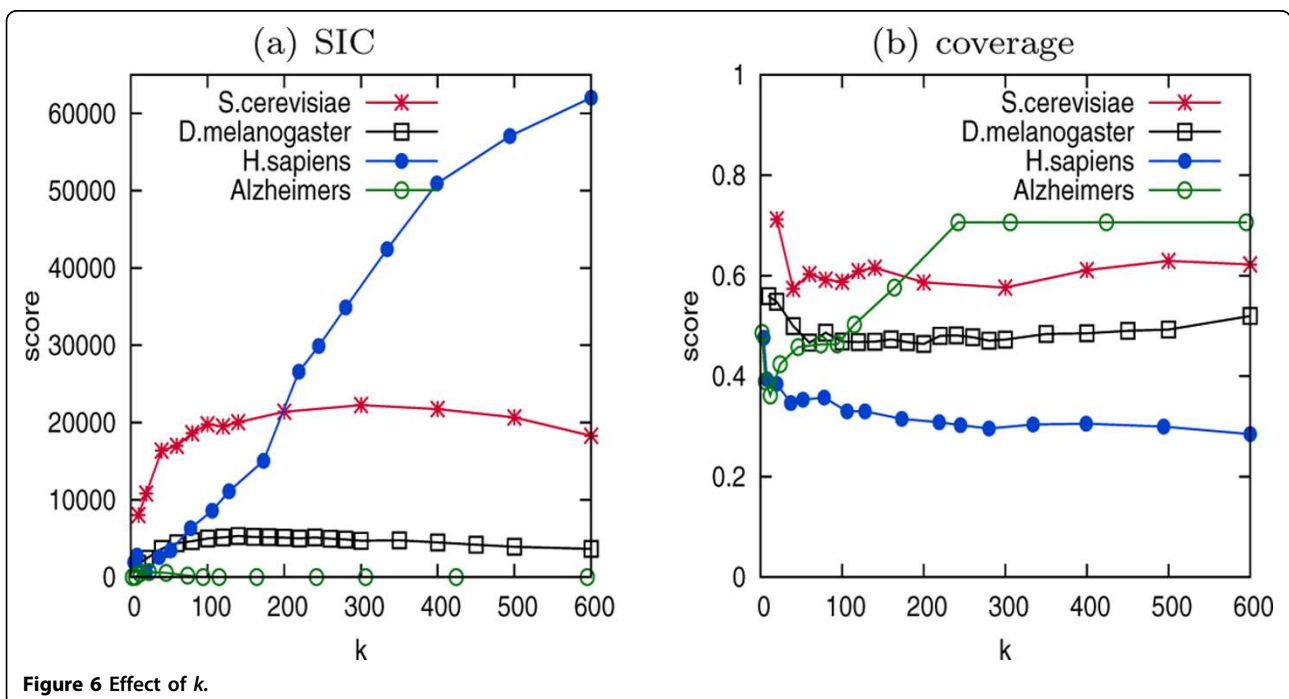 (a) SIC
60000
50000
40000
30000
20000
10000
0
score
S.cerevisiae
D.melanogaster
H.sapiens
Alzheimers
0 100 200 300 400 500 600
k
(b) coverage
1
0.8
0.6
0.4
0.2
0
score
S.cerevisiae
D.melanogaster
H.sapiens
Alzheimers
0 100 200 300 400 500 600
k
Figure 6 Effect of k.